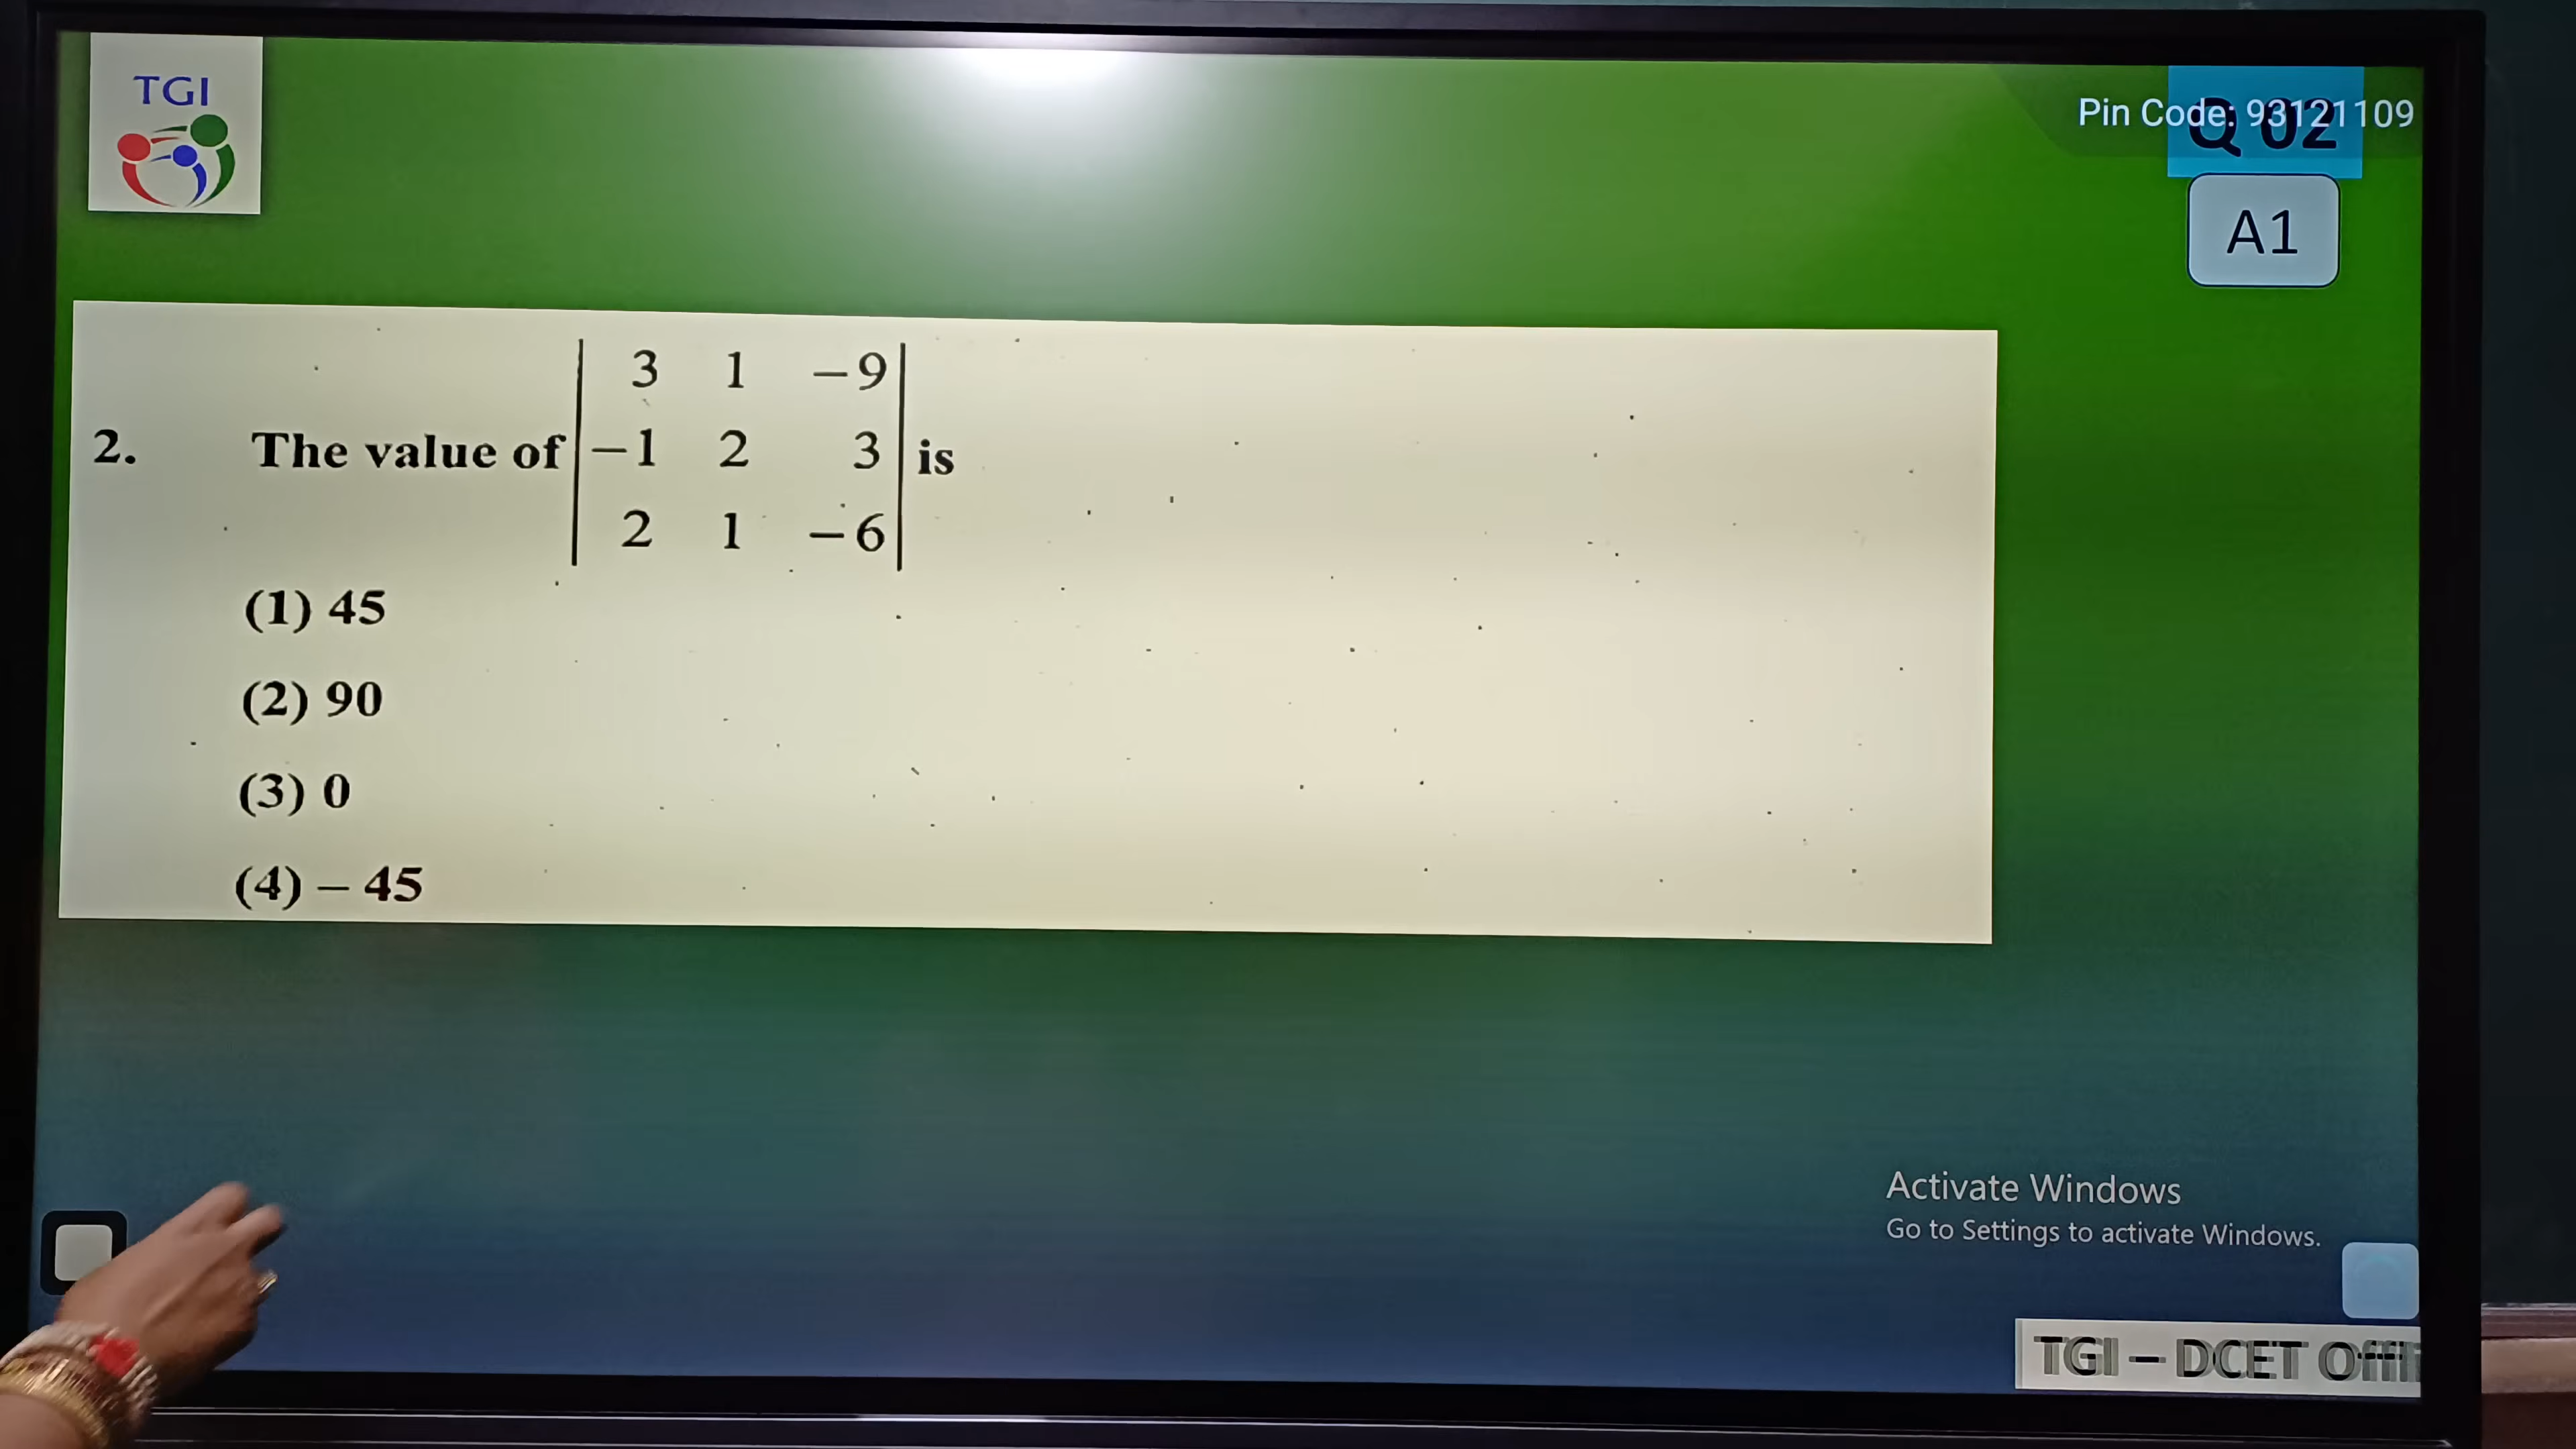 TGI
Pin Code: 93121109
Q 02
A1
3 1 −9
2. The value of −1 2 3 is
2 1 −6
(1) 45
(2) 90
(3) 0
(4) – 45
Activate Windows
Go to Settings to activate Windows.
TGI – DCET Offli